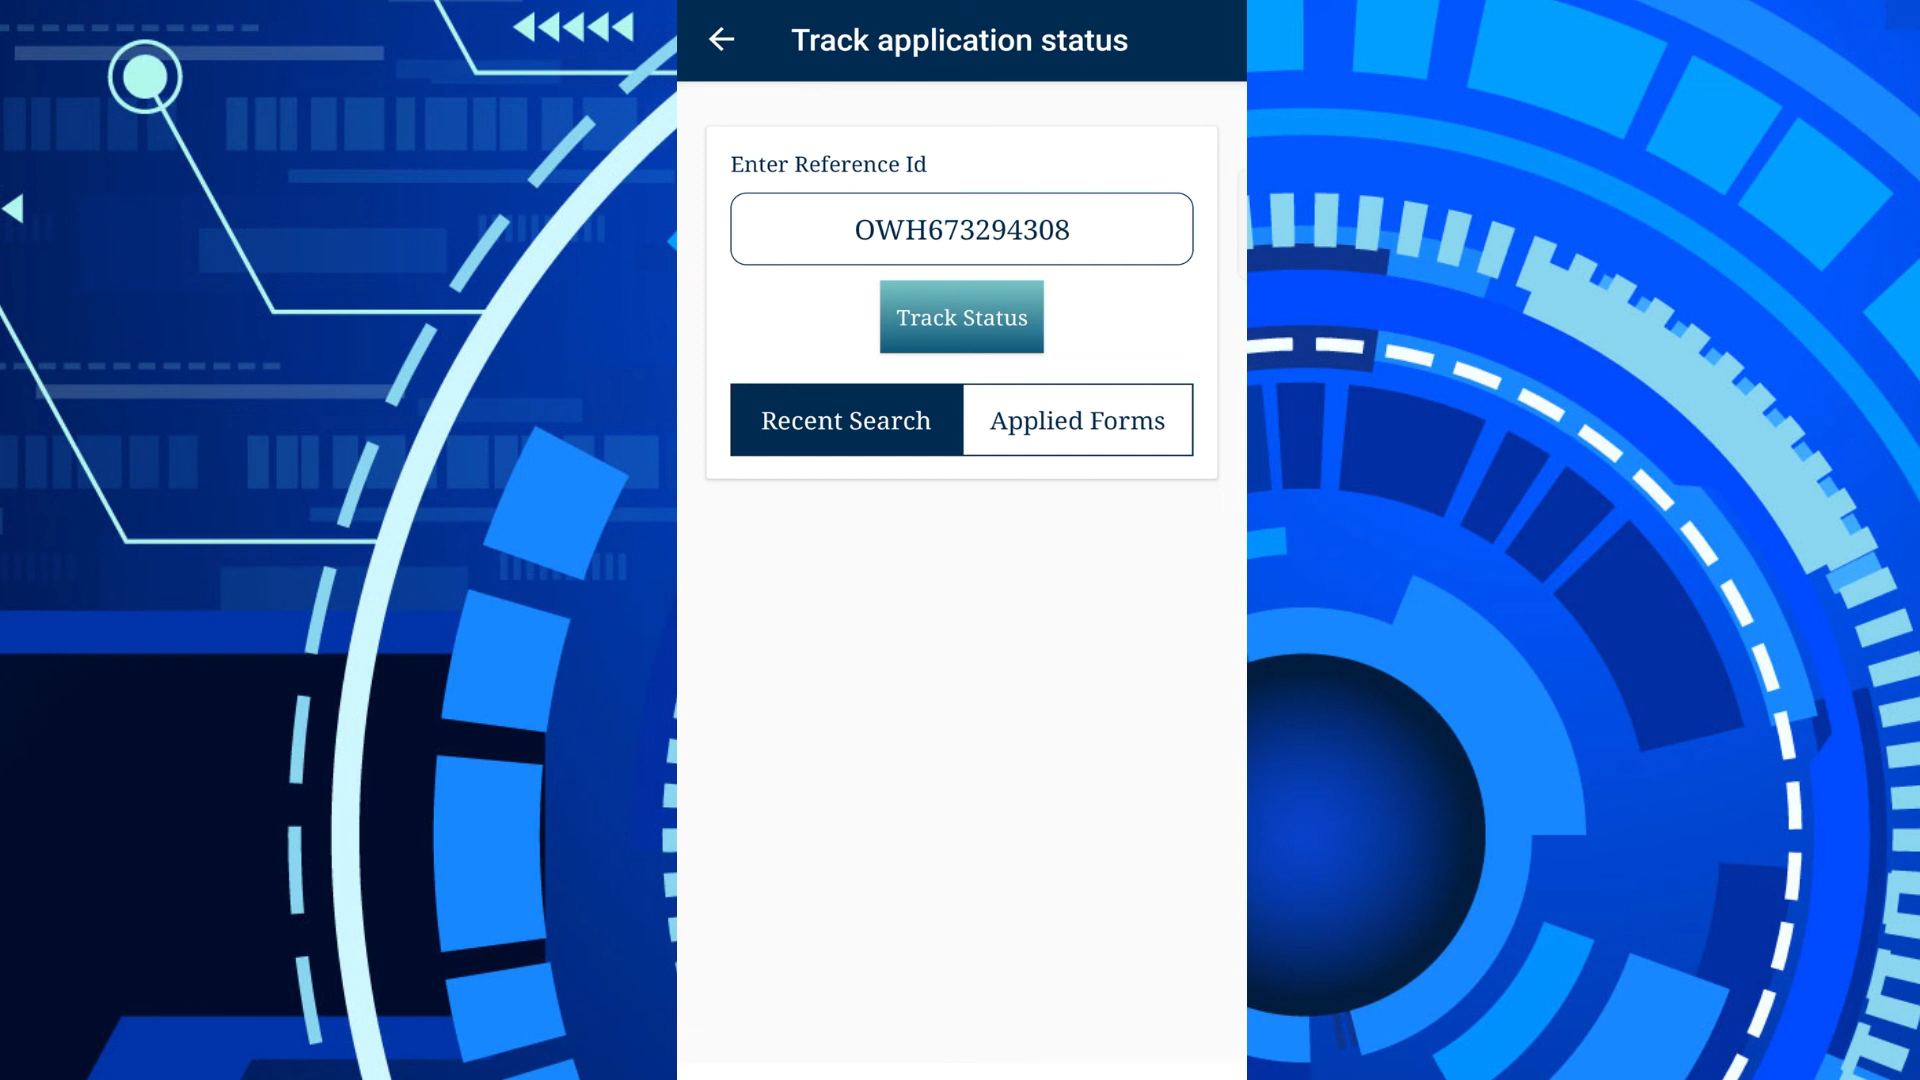 Track application status
Enter Reference Id
OWH673294308
Track Status
Recent Search
Applied Forms